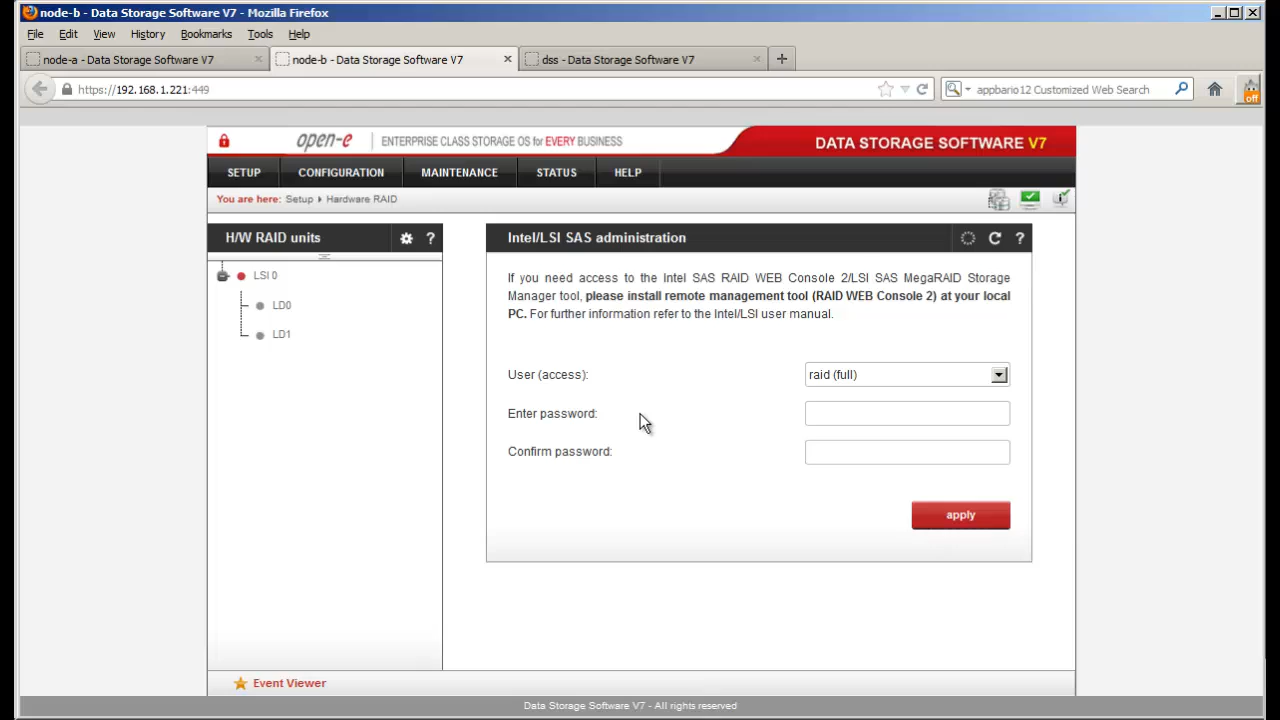 node-b - Data Storage Software V7 - Mozilla Firefox
File Edit View History Bookmarks Tools Help
node-a - Data Storage Software V7 node-b - Data Storage Software V7 dss - Data Storage Software V7
https://192.168.1.221:449 appbario12 Customized Web Search
off
open-e ENTERPRISE CLASS STORAGE OS for EVERY BUSINESS DATA STORAGE SOFTWARE V7
SETUP CONFIGURATION MAINTENANCE STATUS HELP
You are here: Setup Hardware RAID
H/W RAID units ?
LSI 0
LD0
LD1
Intel/LSI SAS administration ?
If you need access to the Intel SAS RAID WEB Console 2/LSI SAS MegaRAID Storage
Manager tool, please install remote management tool (RAID WEB Console 2) at your local
PC. For further information refer to the Intel/LSI user manual.
User (access): raid (full)
Enter password:
Confirm password:
apply
Event Viewer
Data Storage Software V7 - All rights reserved